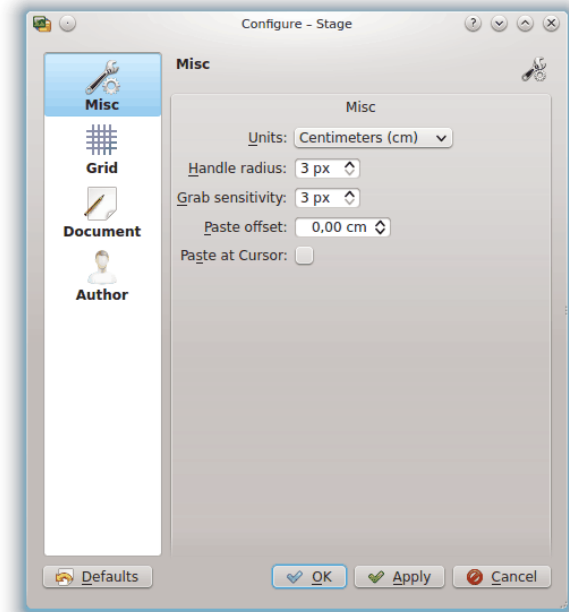 Configure – Stage
Misc
Grid
Document
Author
Misc
Misc
Units: Centimeters (cm)
Handle radius: 3 px
Grab sensitivity: 3 px
Paste offset: 0,00 cm
Paste at Cursor:
Defaults
OK
Apply
Cancel